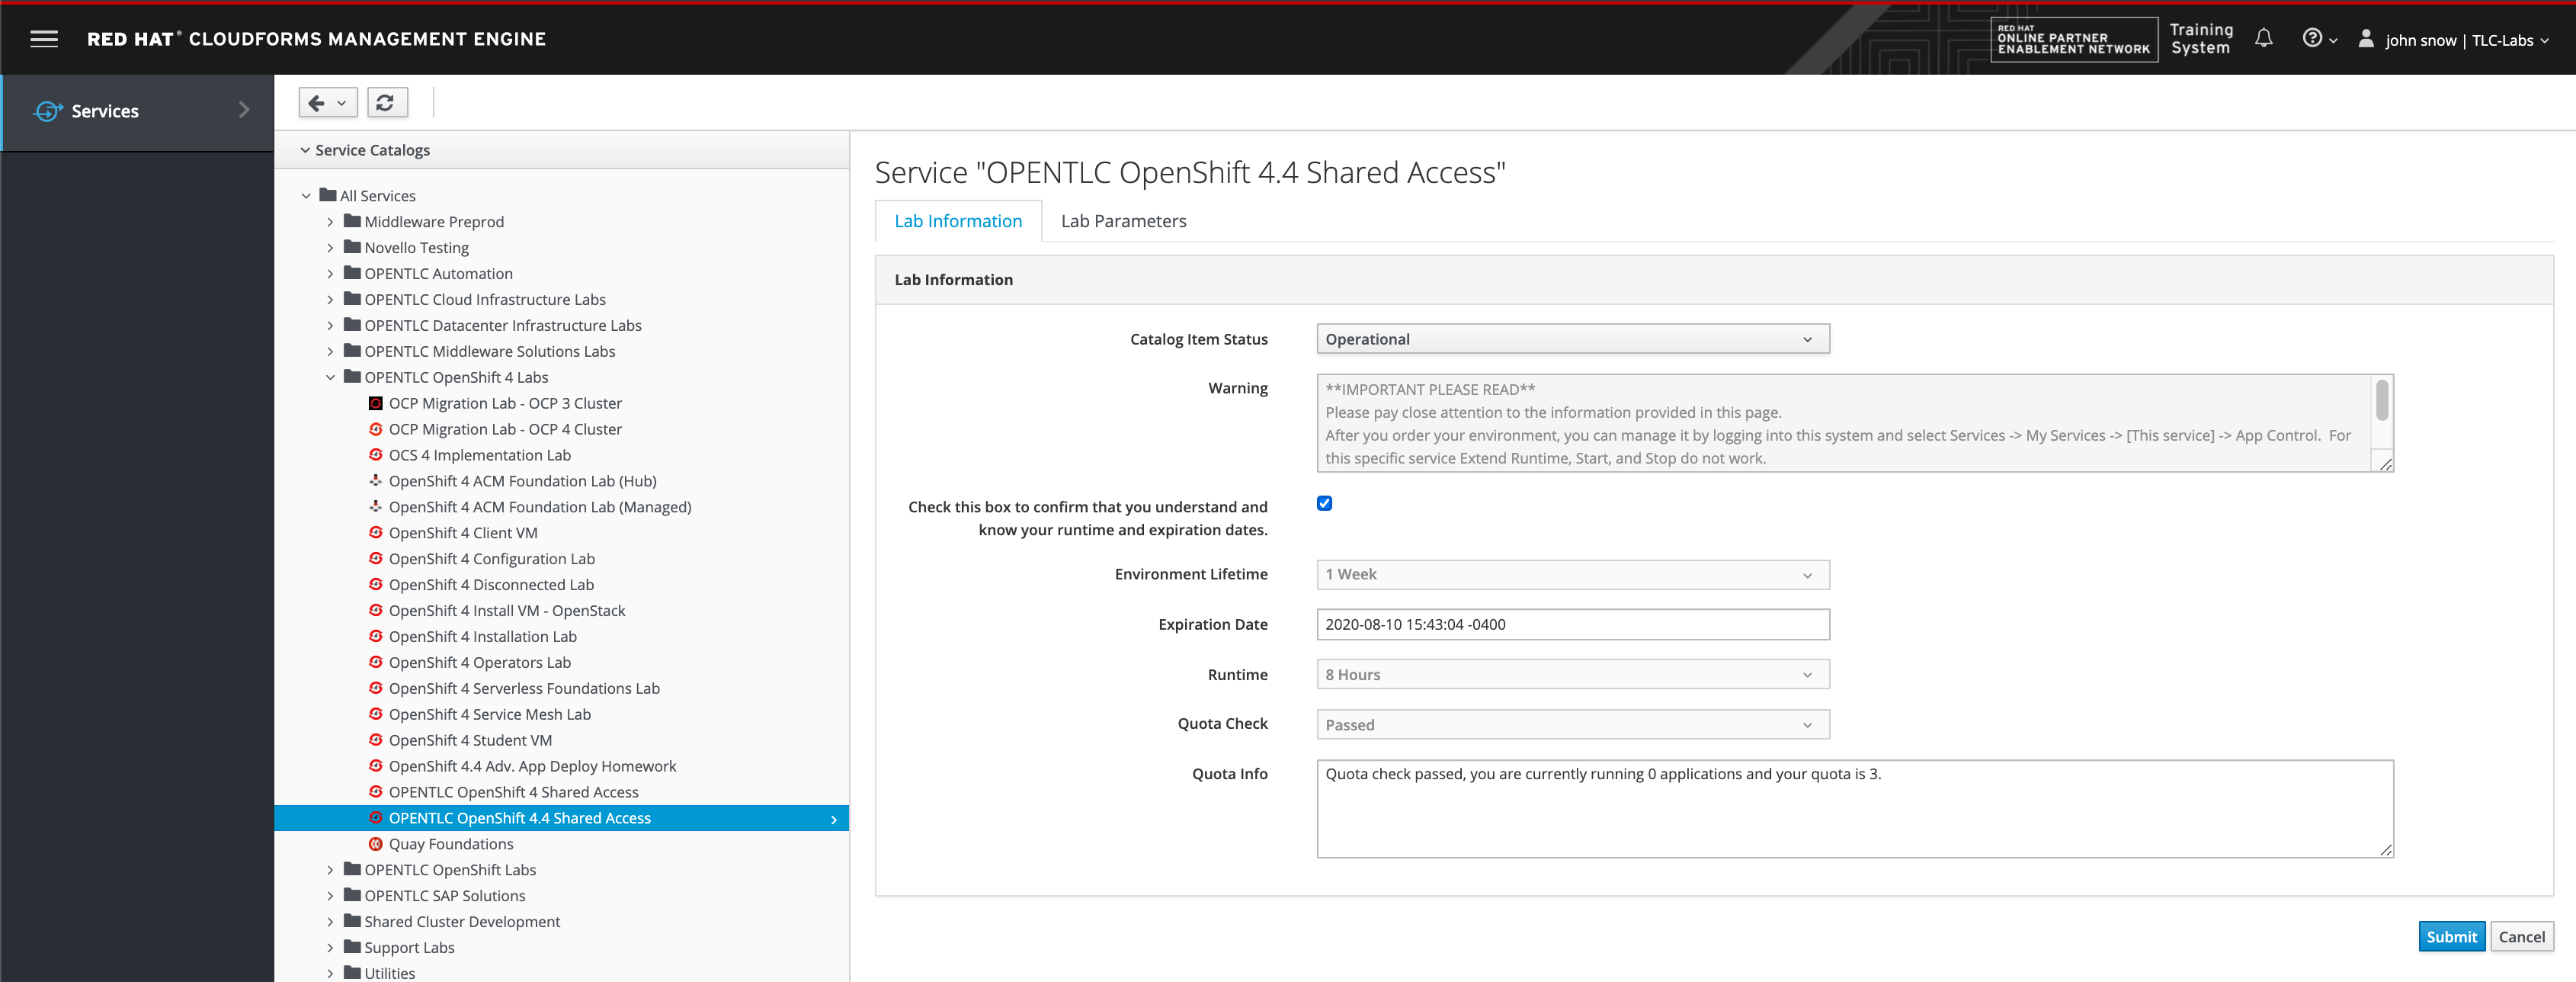 RED HAT® CLOUDFORMS MANAGEMENT ENGINE
RED HAT
ONLINE PARTNER
ENABLEMENT NETWORK
Training
System
john snow | TLC-Labs
Services
Service Catalogs
All Services
Middleware Preprod
Novello Testing
OPENTLC Automation
OPENTLC Cloud Infrastructure Labs
OPENTLC Datacenter Infrastructure Labs
OPENTLC Middleware Solutions Labs
OPENTLC OpenShift 4 Labs
OCP Migration Lab - OCP 3 Cluster
OCP Migration Lab - OCP 4 Cluster
OCS 4 Implementation Lab
OpenShift 4 ACM Foundation Lab (Hub)
OpenShift 4 ACM Foundation Lab (Managed)
OpenShift 4 Client VM
OpenShift 4 Configuration Lab
OpenShift 4 Disconnected Lab
OpenShift 4 Install VM - OpenStack
OpenShift 4 Installation Lab
OpenShift 4 Operators Lab
OpenShift 4 Serverless Foundations Lab
OpenShift 4 Service Mesh Lab
OpenShift 4 Student VM
OpenShift 4.4 Adv. App Deploy Homework
OPENTLC OpenShift 4 Shared Access
OPENTLC OpenShift 4.4 Shared Access
Quay Foundations
OPENTLC OpenShift Labs
OPENTLC SAP Solutions
Shared Cluster Development
Support Labs
Utilities
Service "OPENTLC OpenShift 4.4 Shared Access"
Lab Information
Lab Parameters
Lab Information
Catalog Item Status
Operational
Warning
**IMPORTANT PLEASE READ**
Please pay close attention to the information provided in this page.
After you order your environment, you can manage it by logging into this system and select Services -> My Services -> [This service] -> App Control.  For
this specific service Extend Runtime, Start, and Stop do not work.
Check this box to confirm that you understand and
know your runtime and expiration dates.
Environment Lifetime
1 Week
Expiration Date
2020-08-10 15:43:04 -0400
Runtime
8 Hours
Quota Check
Passed
Quota Info
Quota check passed, you are currently running 0 applications and your quota is 3.
Submit
Cancel